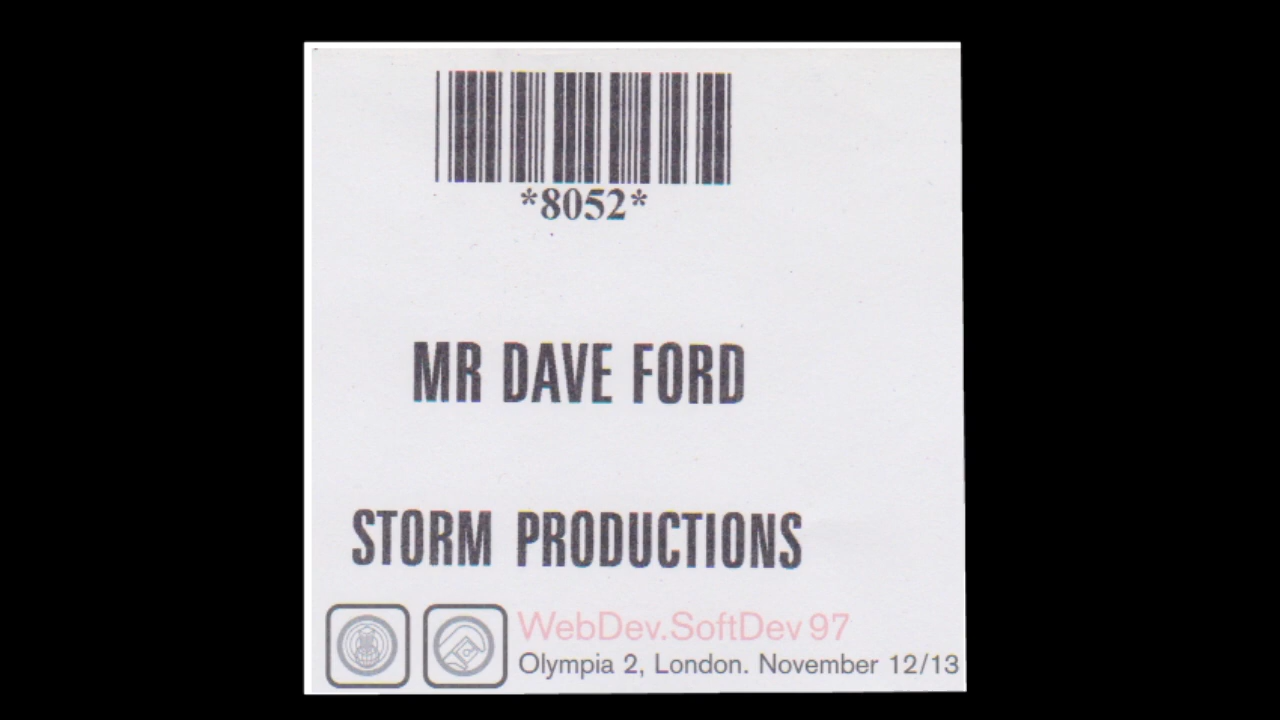 *8052*
MR DAVE FORD
STORM PRODUCTIONS
WebDev.SoftDev 97
Olympia 2, London. November 12/13